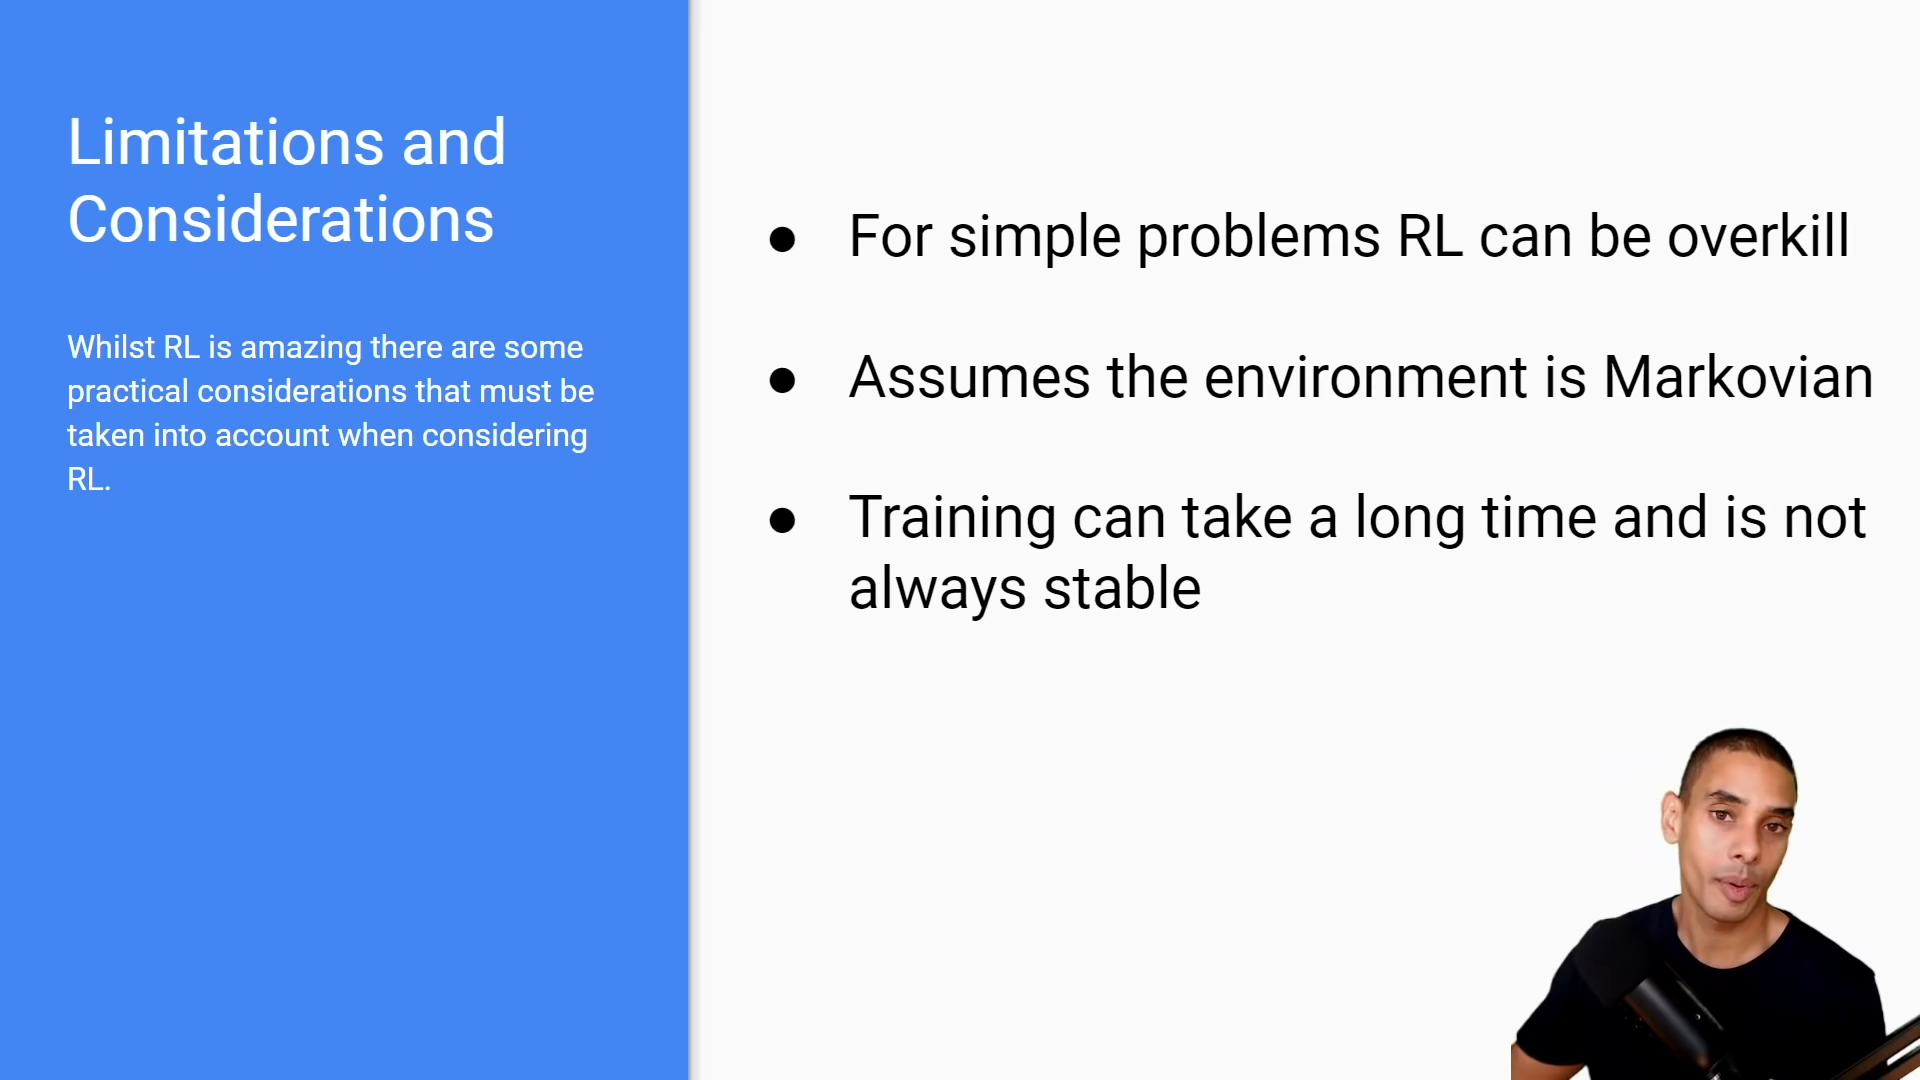 Limitations and
Considerations
Whilst RL is amazing there are some
practical considerations that must be
taken into account when considering
RL.
● For simple problems RL can be overkill
● Assumes the environment is Markovian
● Training can take a long time and is not
always stable